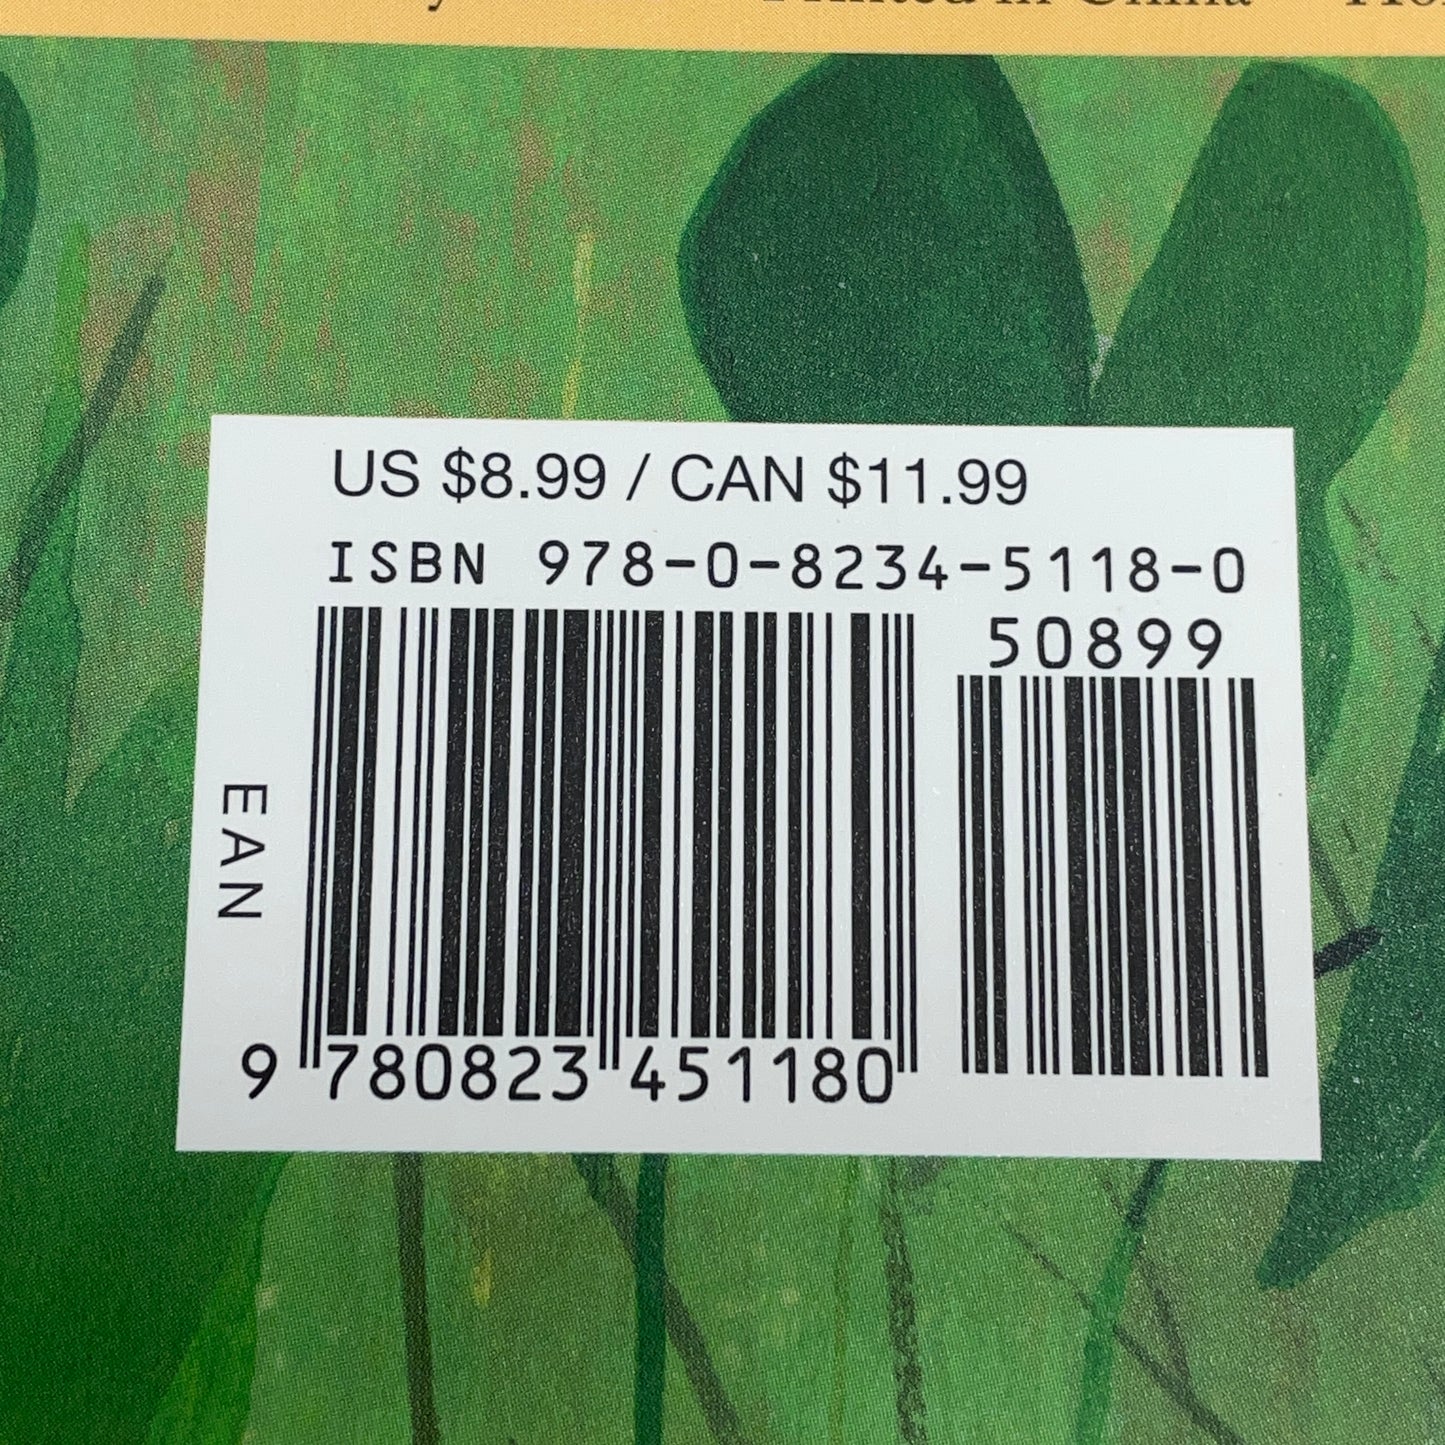 Printed in China
US $8.99 / CAN $11.99
ISBN 978-0-8234-5118-0
50899
EAN
9 780823 451180